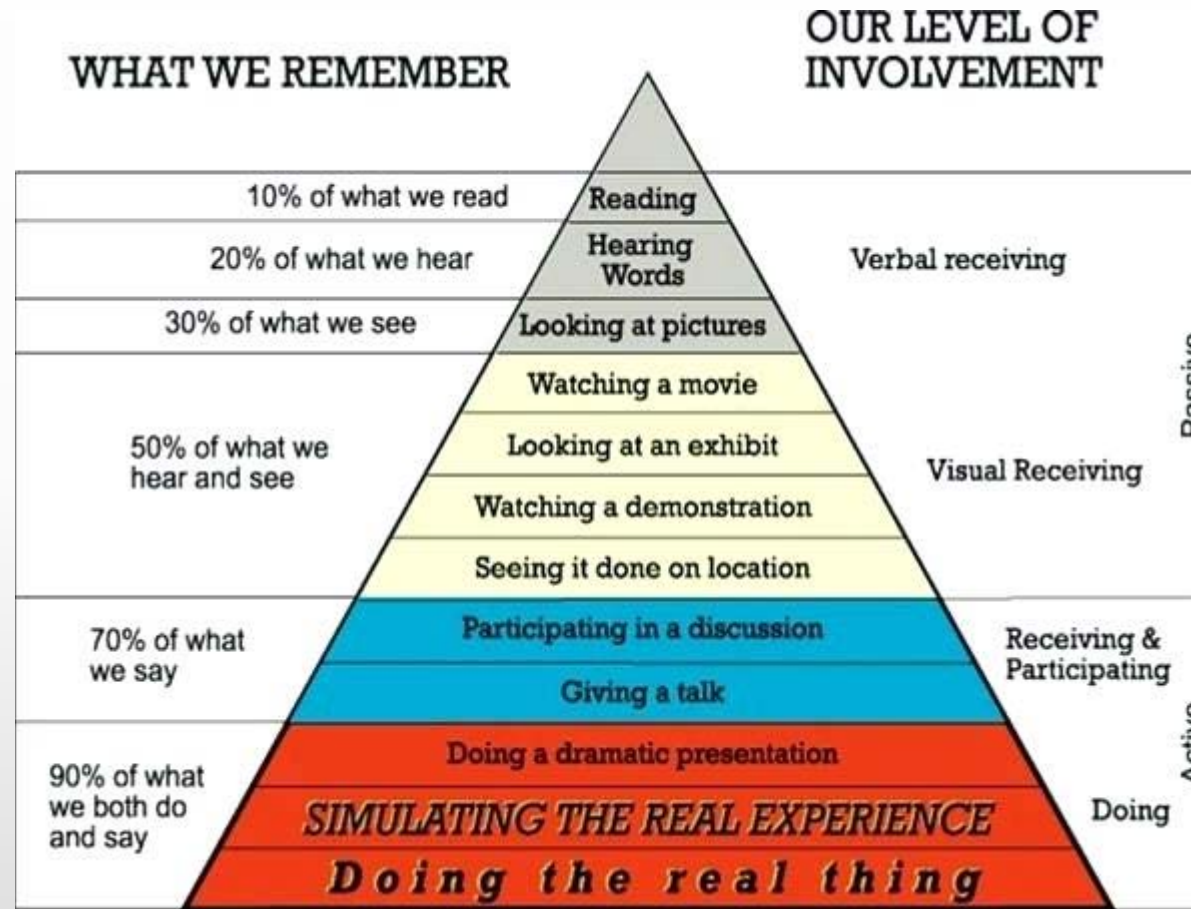 WHAT WE REMEMBER
OUR LEVEL OF
INVOLVEMENT
10% of what we read
Reading
20% of what we hear
Hearing
Words
Verbal receiving
30% of what we see
Looking at pictures
50% of what we
hear and see
Watching a movie
Looking at an exhibit
Watching a demonstration
Seeing it done on location
Visual Receiving
Passive
70% of what
we say
Participating in a discussion
Giving a talk
Receiving &
Participating
90% of what
we both do
and say
Doing a dramatic presentation
SIMULATING THE REAL EXPERIENCE
Doing the real thing
Doing
Active